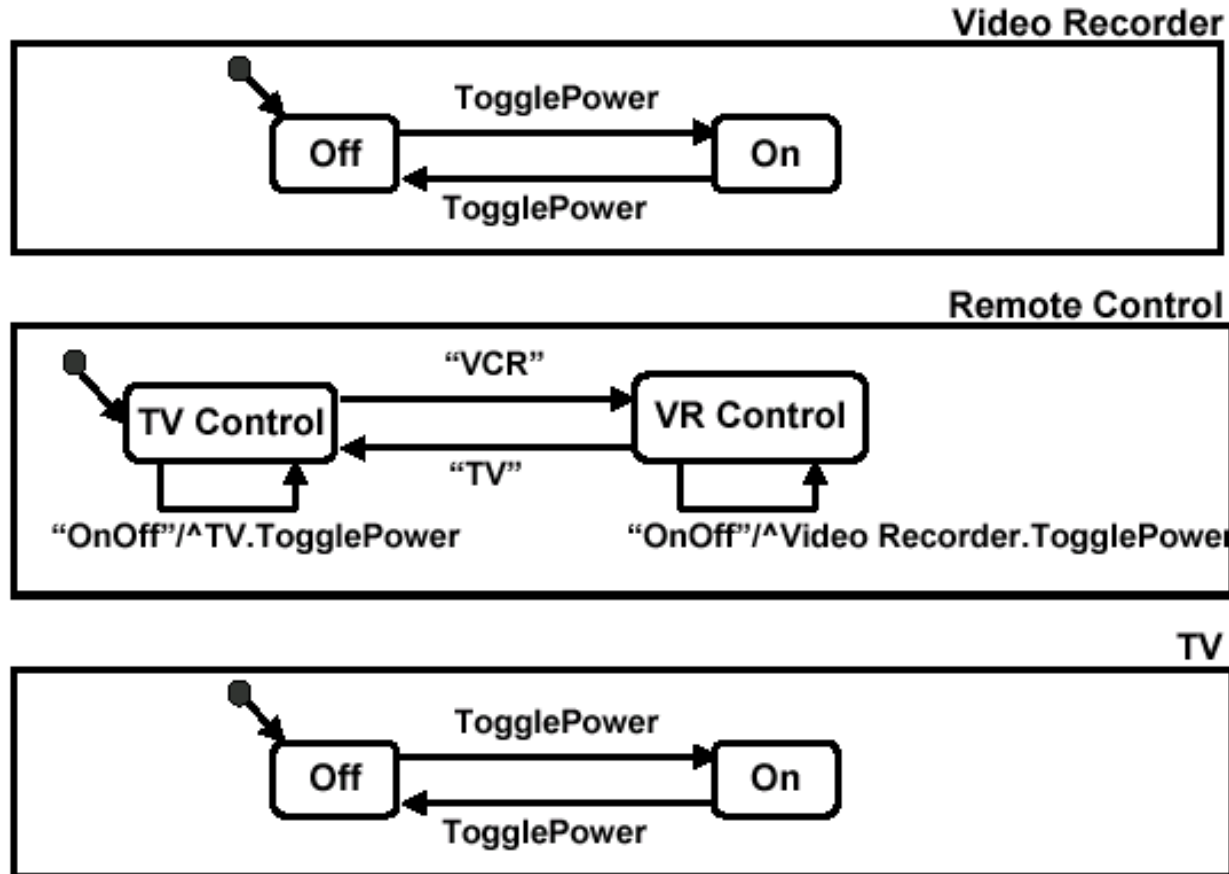 Video Recorder
TogglePower
Off
On
TogglePower
Remote Control
“VCR”
TV Control
VR Control
“TV”
“OnOff”/^TV.TogglePower
“OnOff”/^Video Recorder.TogglePower
TV
TogglePower
Off
On
TogglePower